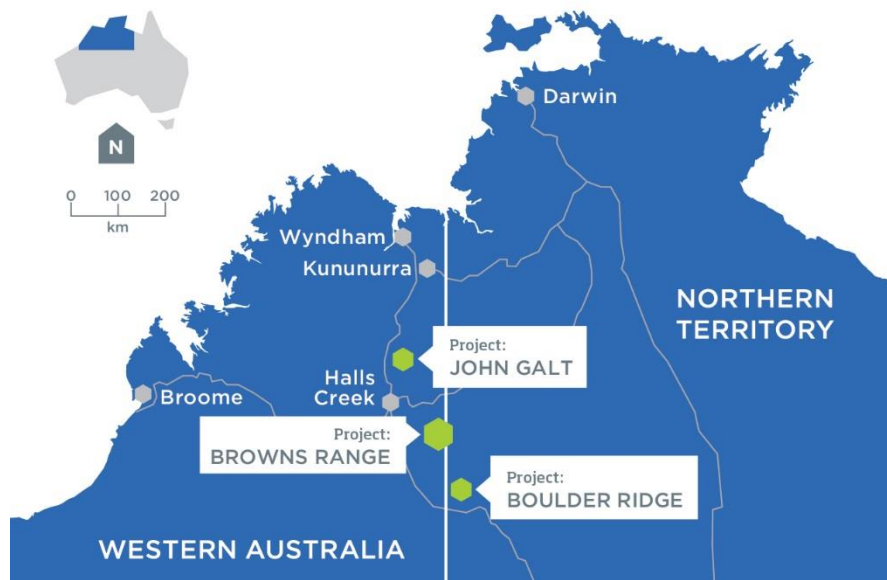 Darwin
N
0 100 200
km
Wyndham
Kununurra
NORTHERN
TERRITORY
Project:
JOHN GALT
Halls
Creek
Broome
Project:
BROWNS RANGE
Project:
BOULDER RIDGE
WESTERN AUSTRALIA